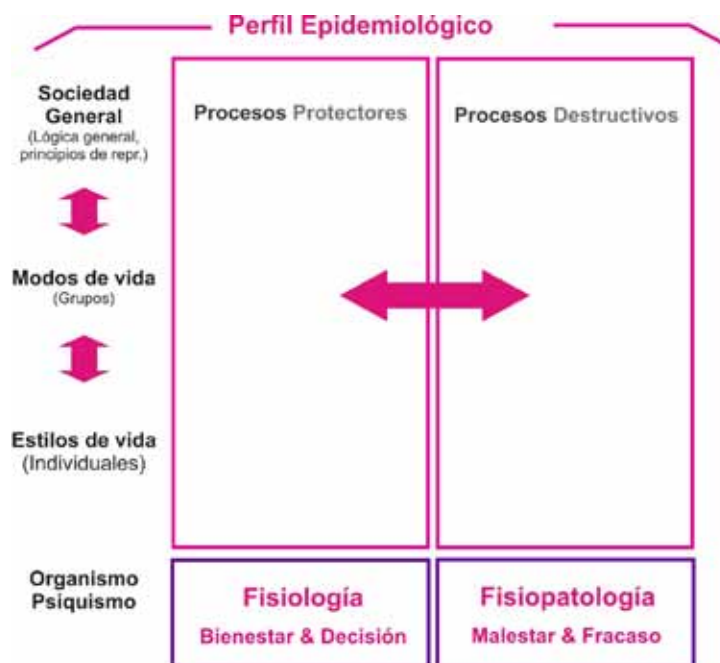 Perfil Epidemiológico
Sociedad
General
(Lógica general,
principios de repr.)
Procesos Protectores
Procesos Destructivos
Modos de vida
(Grupos)
Estilos de vida
(Individuales)
Organismo
Psiquismo
Fisiología
Bienestar & Decisión
Fisiopatología
Malestar & Fracaso